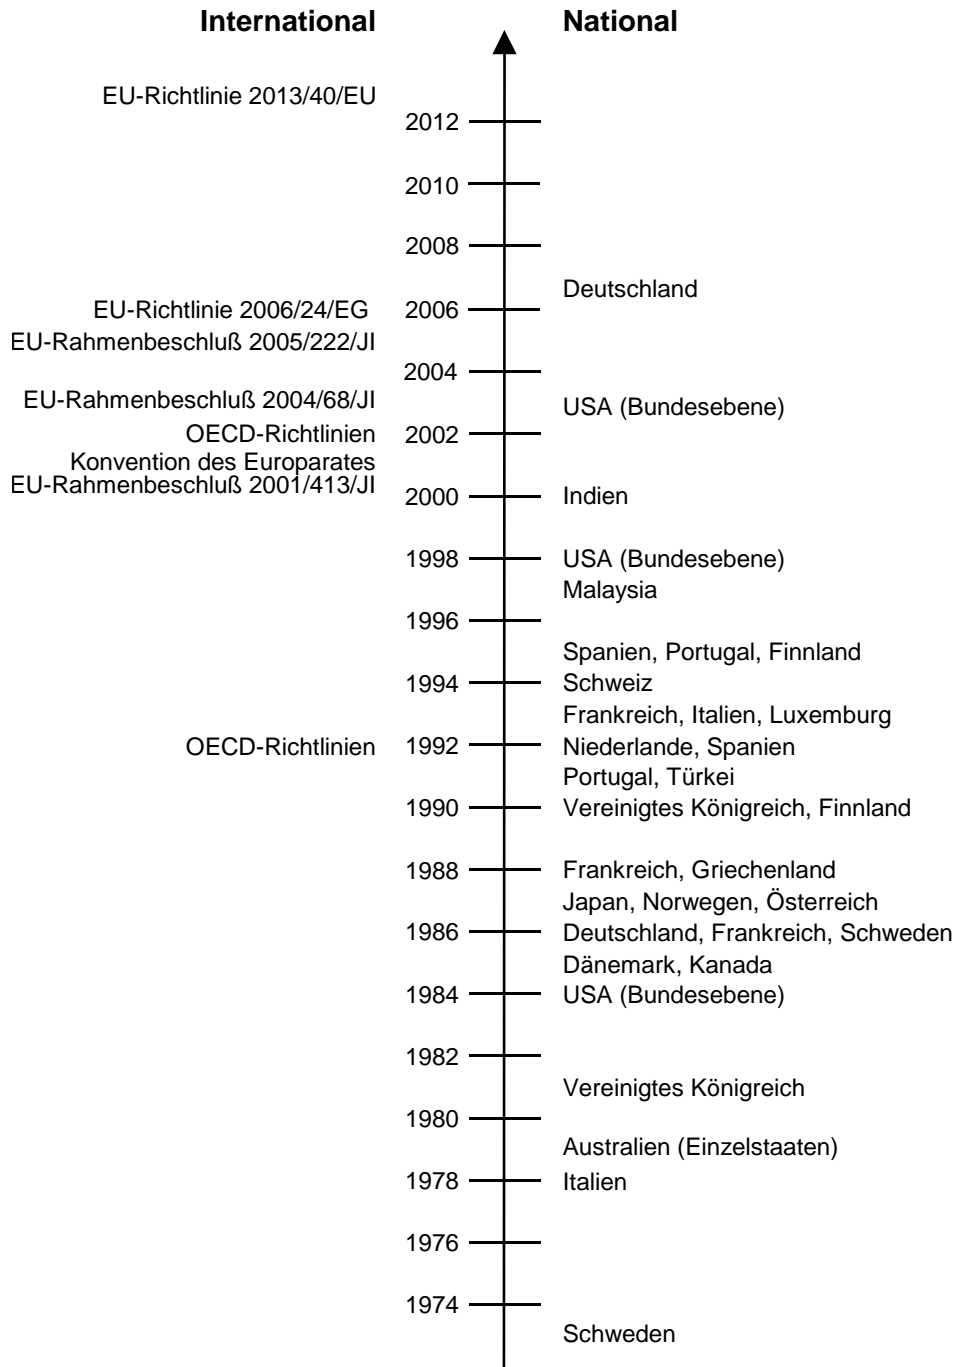 International National
EU-Richtlinie 2013/40/EU
2012
2010
2008
Deutschland
EU-Richtlinie 2006/24/EG 2006
EU-Rahmenbeschluß 2005/222/JI
2004
EU-Rahmenbeschluß 2004/68/JI USA (Bundesebene)
OECD-Richtlinien 2002
Konvention des Europarates
EU-Rahmenbeschluß 2001/413/JI
2000 Indien
1998 USA (Bundesebene)
Malaysia
1996
Spanien, Portugal, Finnland
1994 Schweiz
Frankreich, Italien, Luxemburg
OECD-Richtlinien 1992 Niederlande, Spanien
Portugal, Türkei
1990 Vereinigtes Königreich, Finnland
1988 Frankreich, Griechenland
Japan, Norwegen, Österreich
1986 Deutschland, Frankreich, Schweden
Dänemark, Kanada
1984 USA (Bundesebene)
1982
Vereinigtes Königreich
1980
Australien (Einzelstaaten)
1978 Italien
1976
1974
Schweden